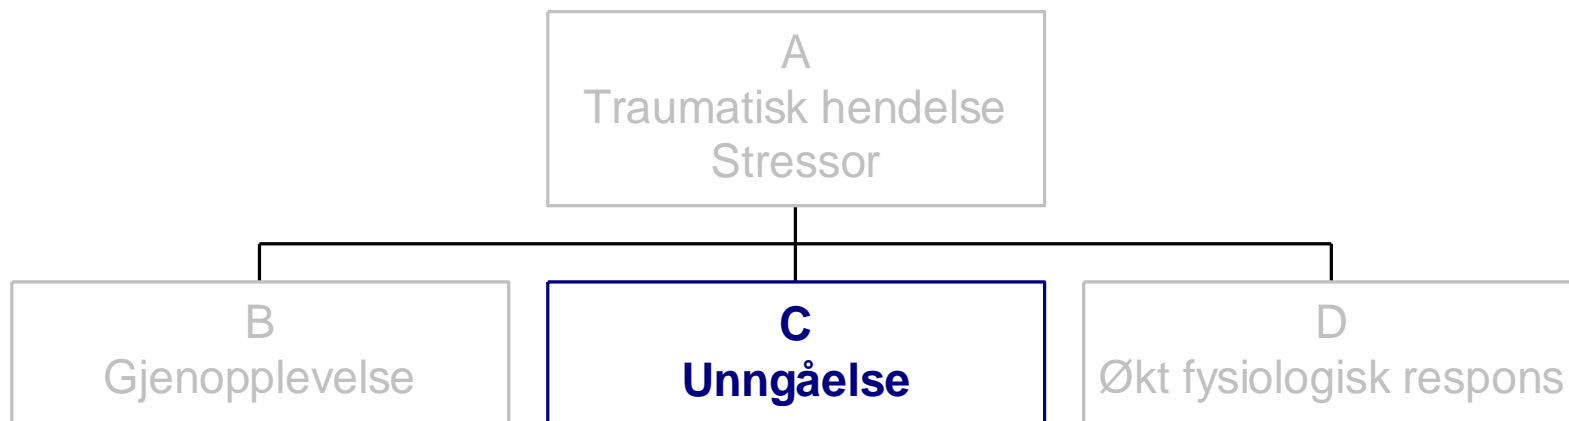 A
Traumatisk hendelse
Stressor
B
Gjenopplevelse
C
Unngåelse
D
Økt fysiologisk respons